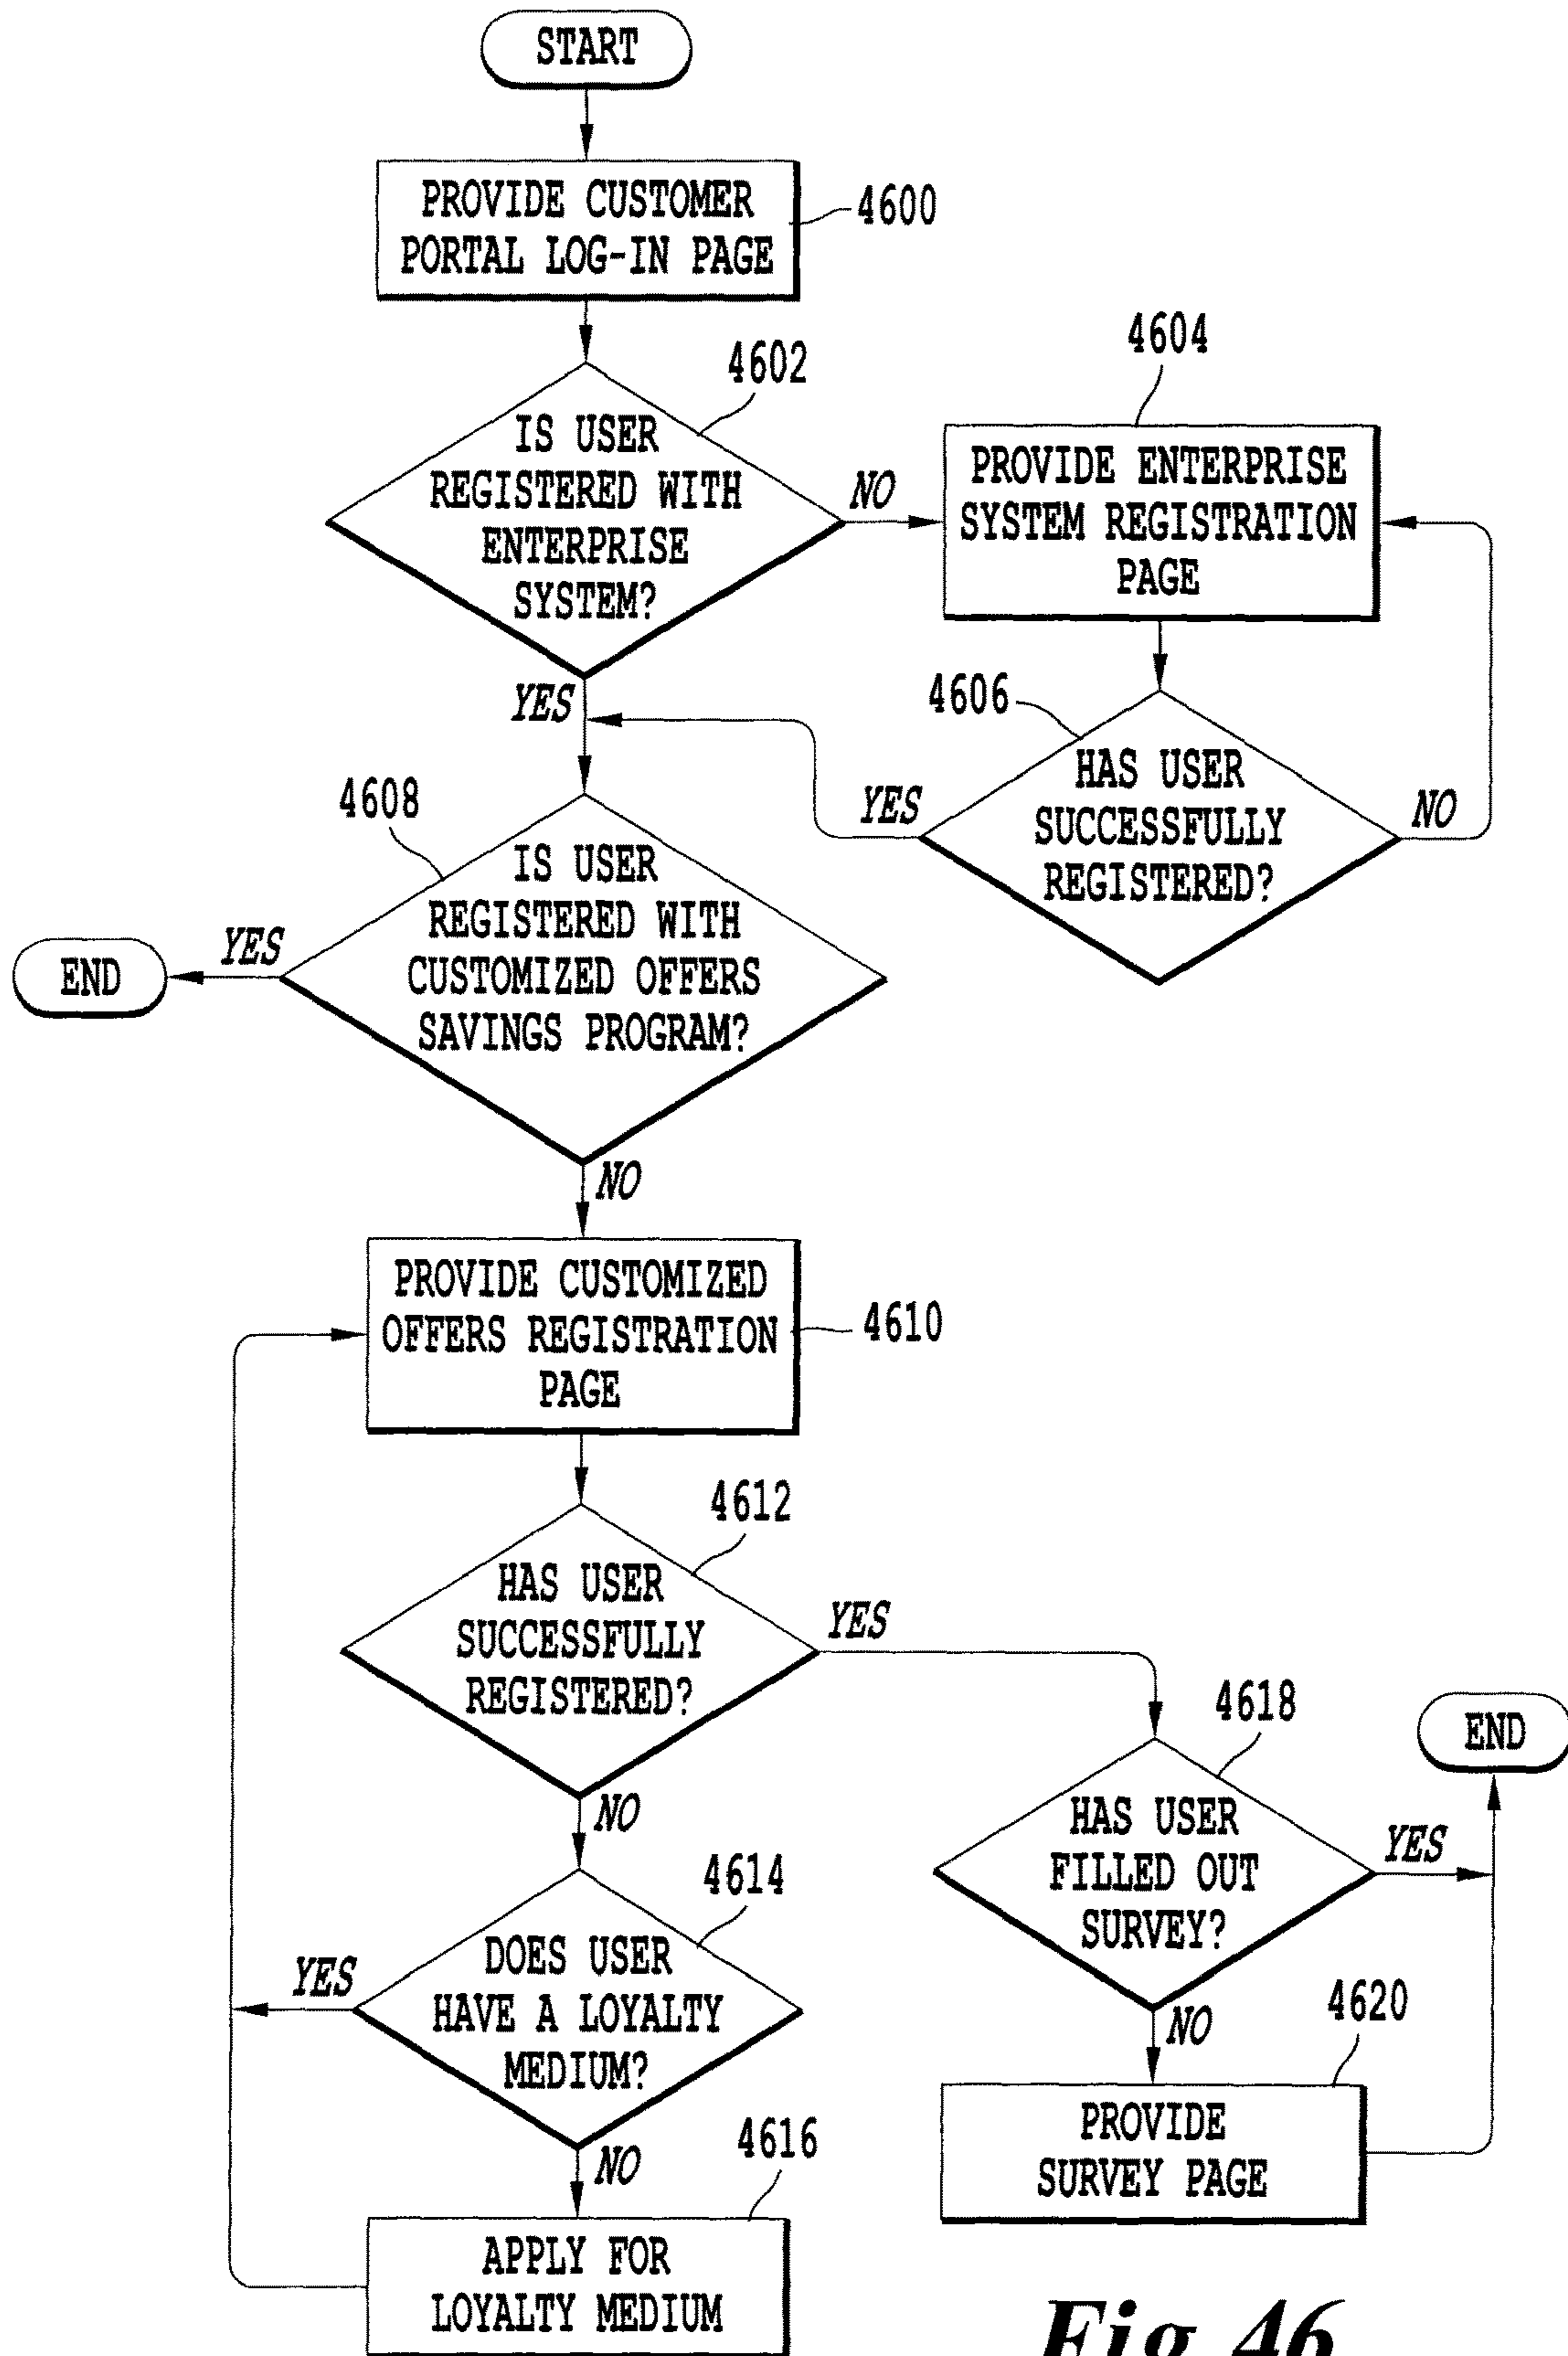 START
PROVIDE CUSTOMER
PORTAL LOG-IN PAGE
4600
4602
IS USER
REGISTERED WITH
ENTERPRISE
SYSTEM?
NO
YES
4604
PROVIDE ENTERPRISE
SYSTEM REGISTRATION
PAGE
4606
HAS USER
SUCCESSFULLY
REGISTERED?
YES
NO
4608
IS USER
REGISTERED WITH
CUSTOMIZED OFFERS
SAVINGS PROGRAM?
YES
END
NO
PROVIDE CUSTOMIZED
OFFERS REGISTRATION
PAGE
4610
4612
HAS USER
SUCCESSFULLY
REGISTERED?
YES
NO
4614
DOES USER
HAVE A LOYALTY
MEDIUM?
YES
NO
4616
APPLY FOR
LOYALTY MEDIUM
4618
HAS USER
FILLED OUT
SURVEY?
YES
END
NO
4620
PROVIDE
SURVEY PAGE
Fig.46